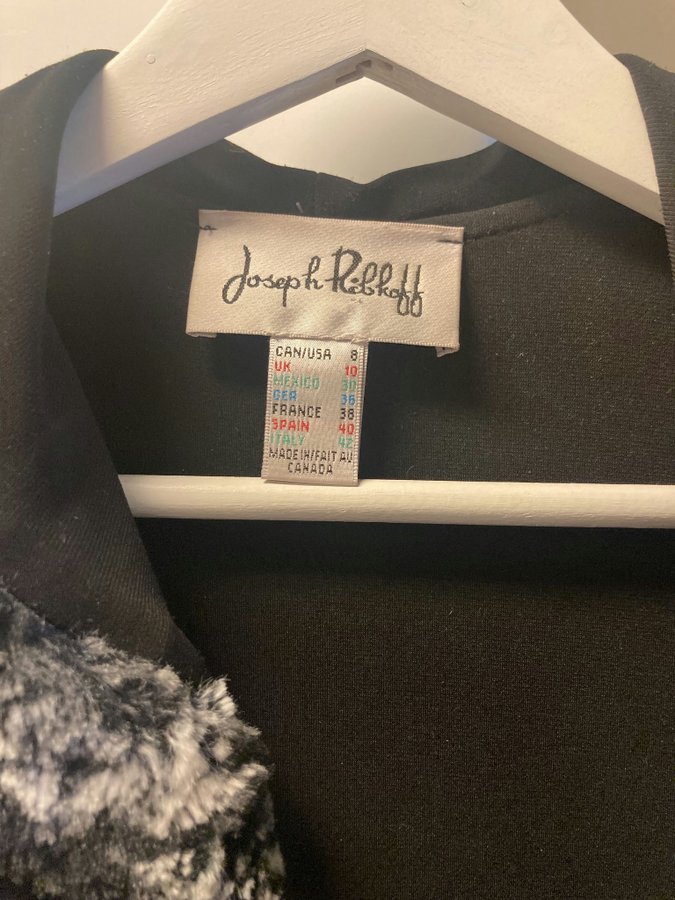 Joseph Ribkoff
CAN/USA 8
UK 10
MEXICO 30
GER 36
FRANCE 38
SPAIN 40
ITALY 42
MADE IN/FAIT AU
CANADA